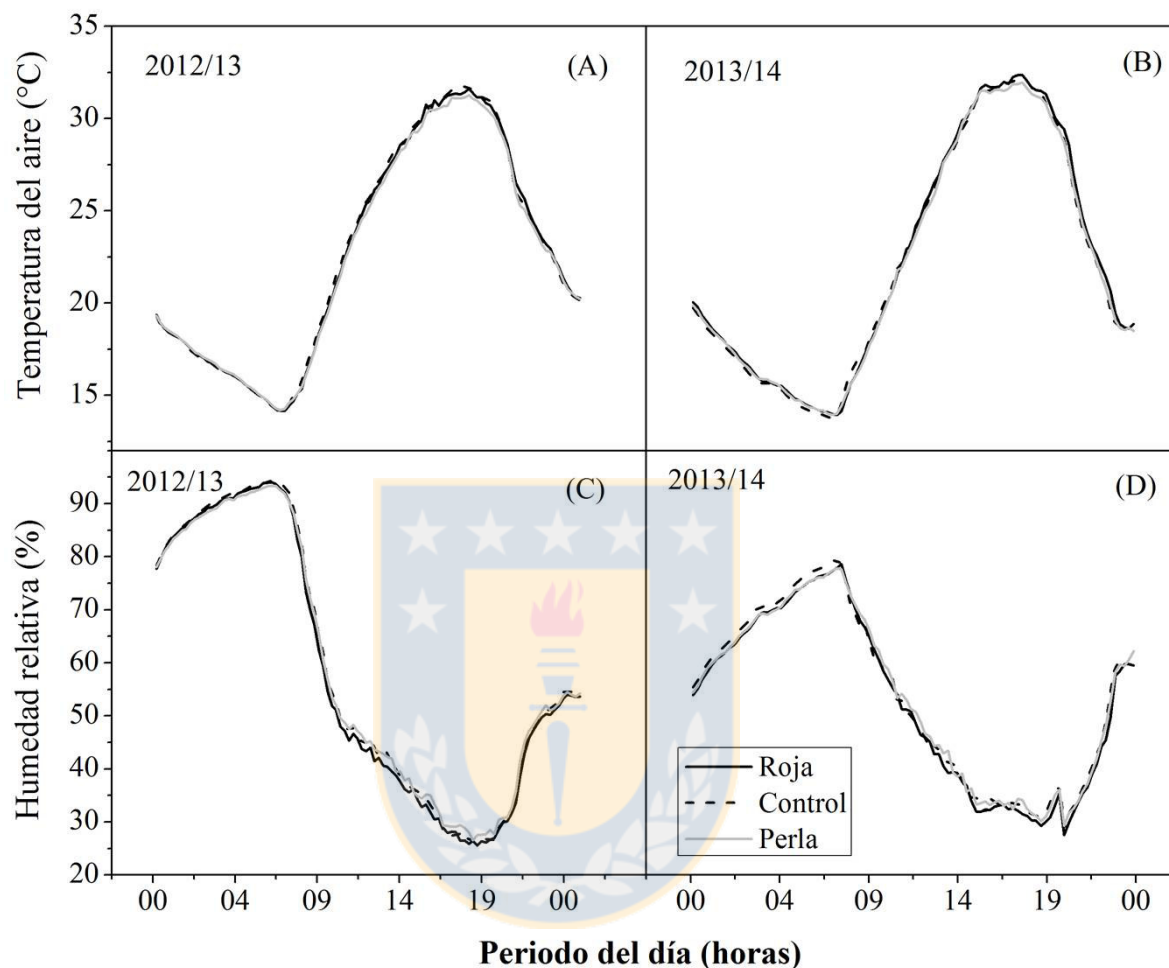 35
30
25
20
15
Temperatura del aire (°C)
2012/13
(A)
2013/14
(B)
90
80
70
60
50
40
30
20
Humedad relativa (%)
2012/13
(C)
2013/14
(D)
Roja
Control
Perla
00 04 09 14 19 00
00 04 09 14 19 00
Periodo del día (horas)